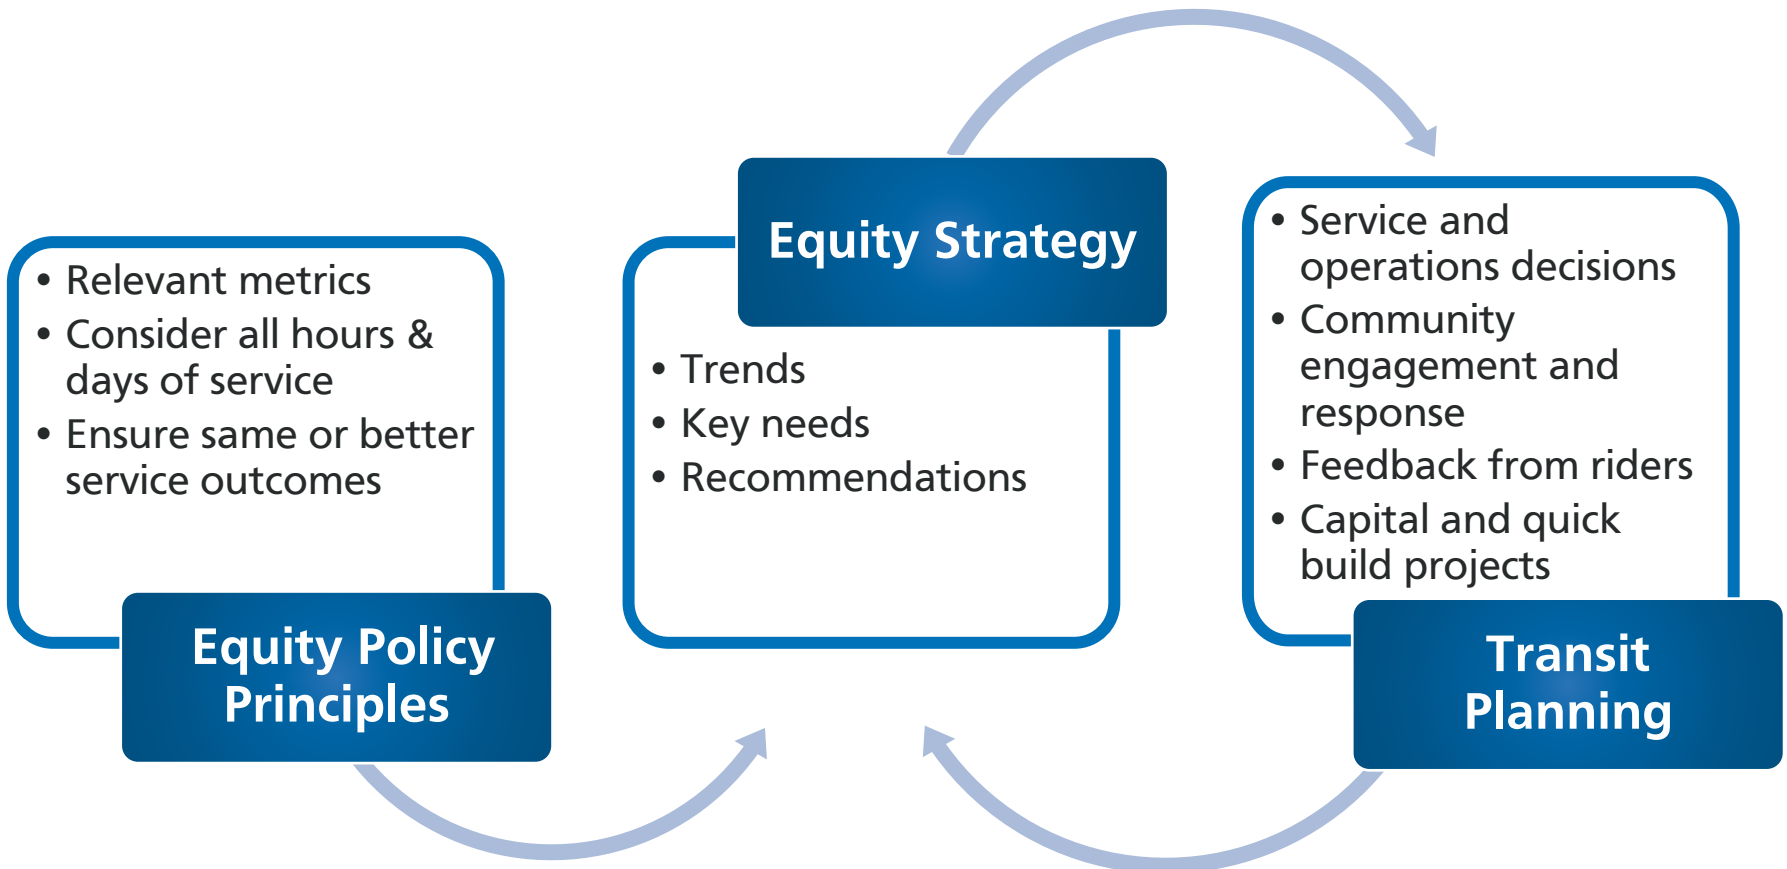 • Relevant metrics
• Consider all hours &
days of service
• Ensure same or better
service outcomes
Equity Policy
Principles
Equity Strategy
• Trends
• Key needs
• Recommendations
• Service and
operations decisions
• Community
engagement and
response
• Feedback from riders
• Capital and quick
build projects
Transit
Planning